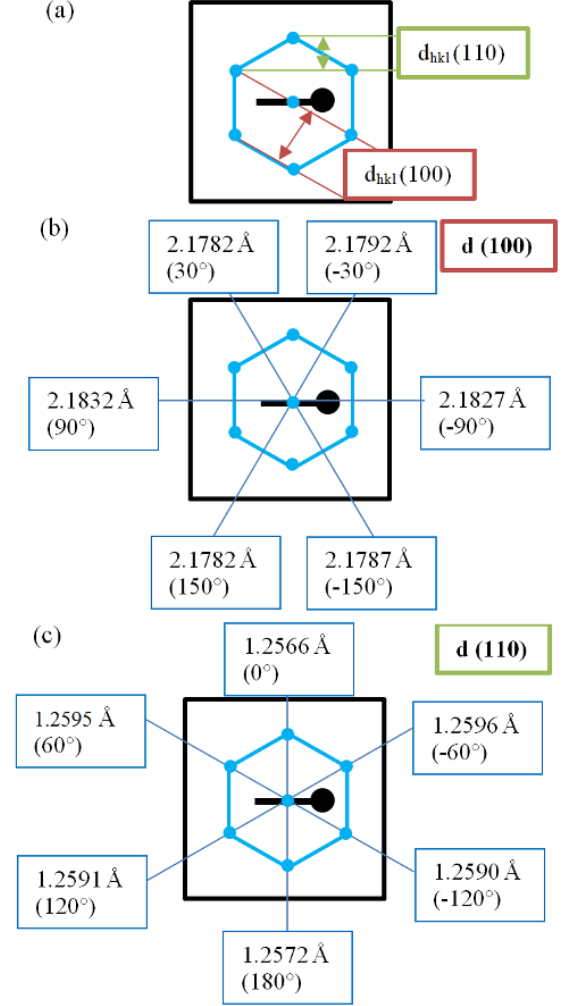 (a)
d_hkl (110)
d_hkl (100)
(b)
2.1782 Å
(30°)
2.1792 Å
(-30°)
d (100)
2.1832 Å
(90°)
2.1827 Å
(-90°)
2.1782 Å
(150°)
2.1787 Å
(-150°)
(c)
1.2566 Å
(0°)
d (110)
1.2595 Å
(60°)
1.2596 Å
(-60°)
1.2591 Å
(120°)
1.2590 Å
(-120°)
1.2572 Å
(180°)